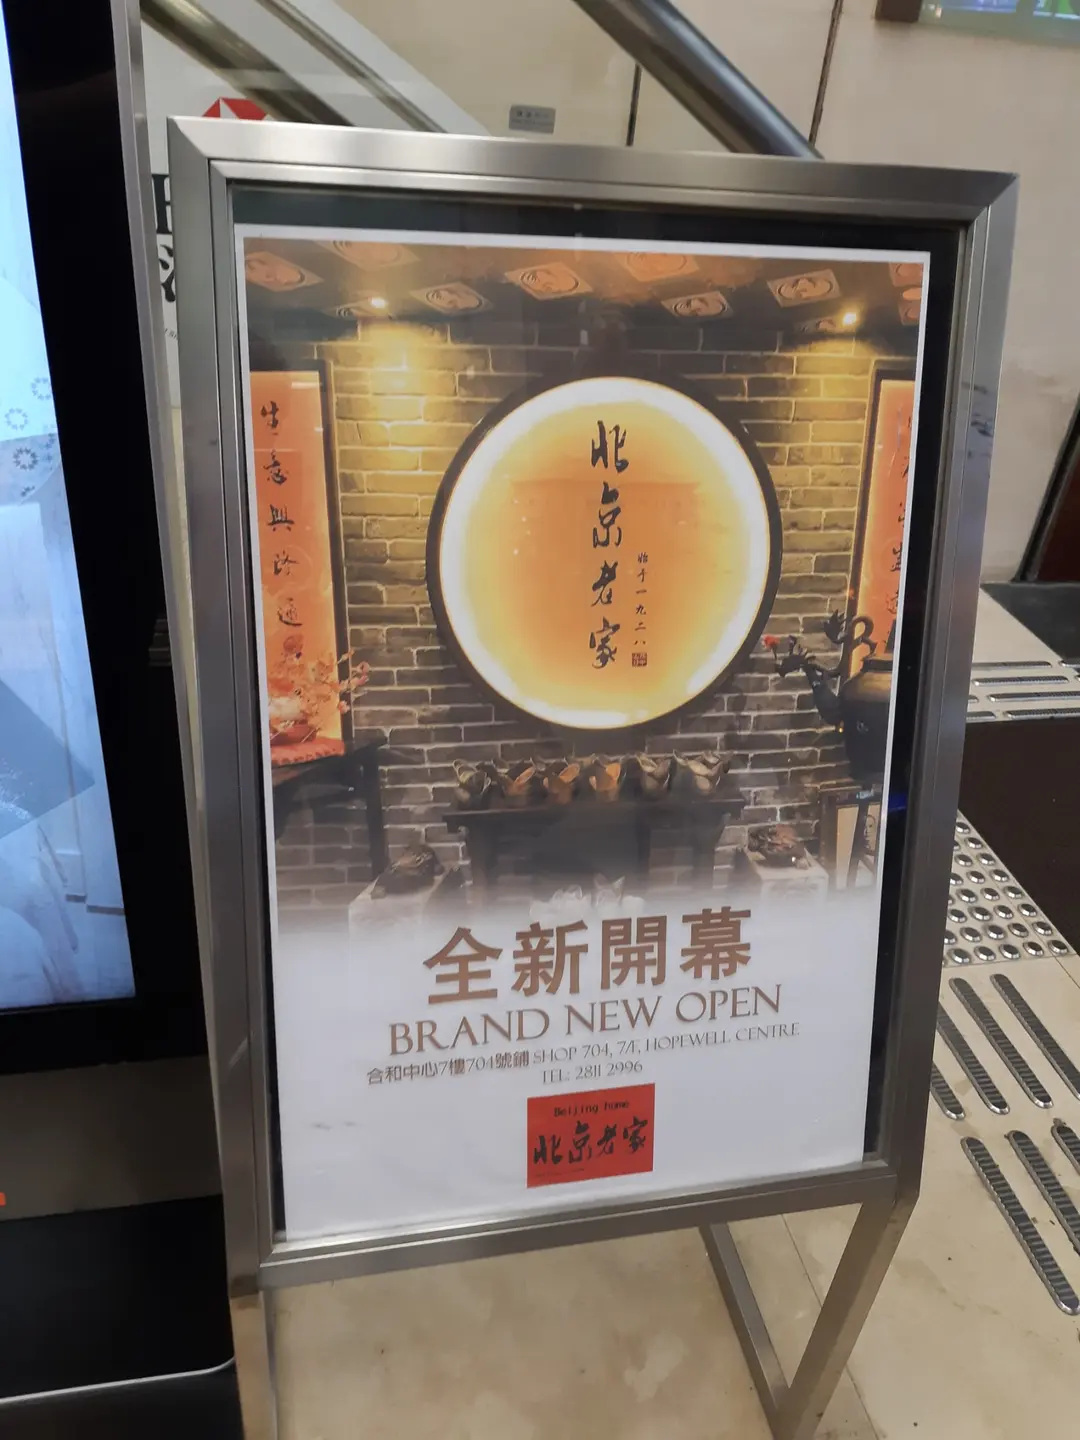 生意興隆通
北京老家
始于一九二八
全新開幕
BRAND NEW OPEN
合和中心7樓704號鋪 SHOP 704, 7/F, HOPEWELL CENTRE
TEL: 2811 2996
Beijing home
北京老家